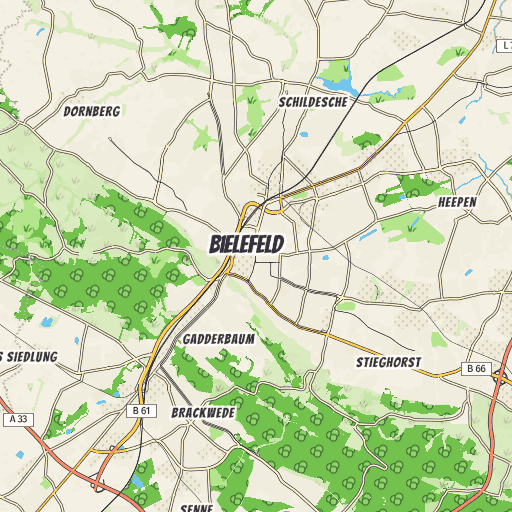 L
SCHILDESCHE
DORNBERG
HEEPEN
BIELEFELD
GADDERBAUM
S SIEDLUNG
STIEGHORST
B 66
B 61
BRACKWEDE
A 33
SENNE